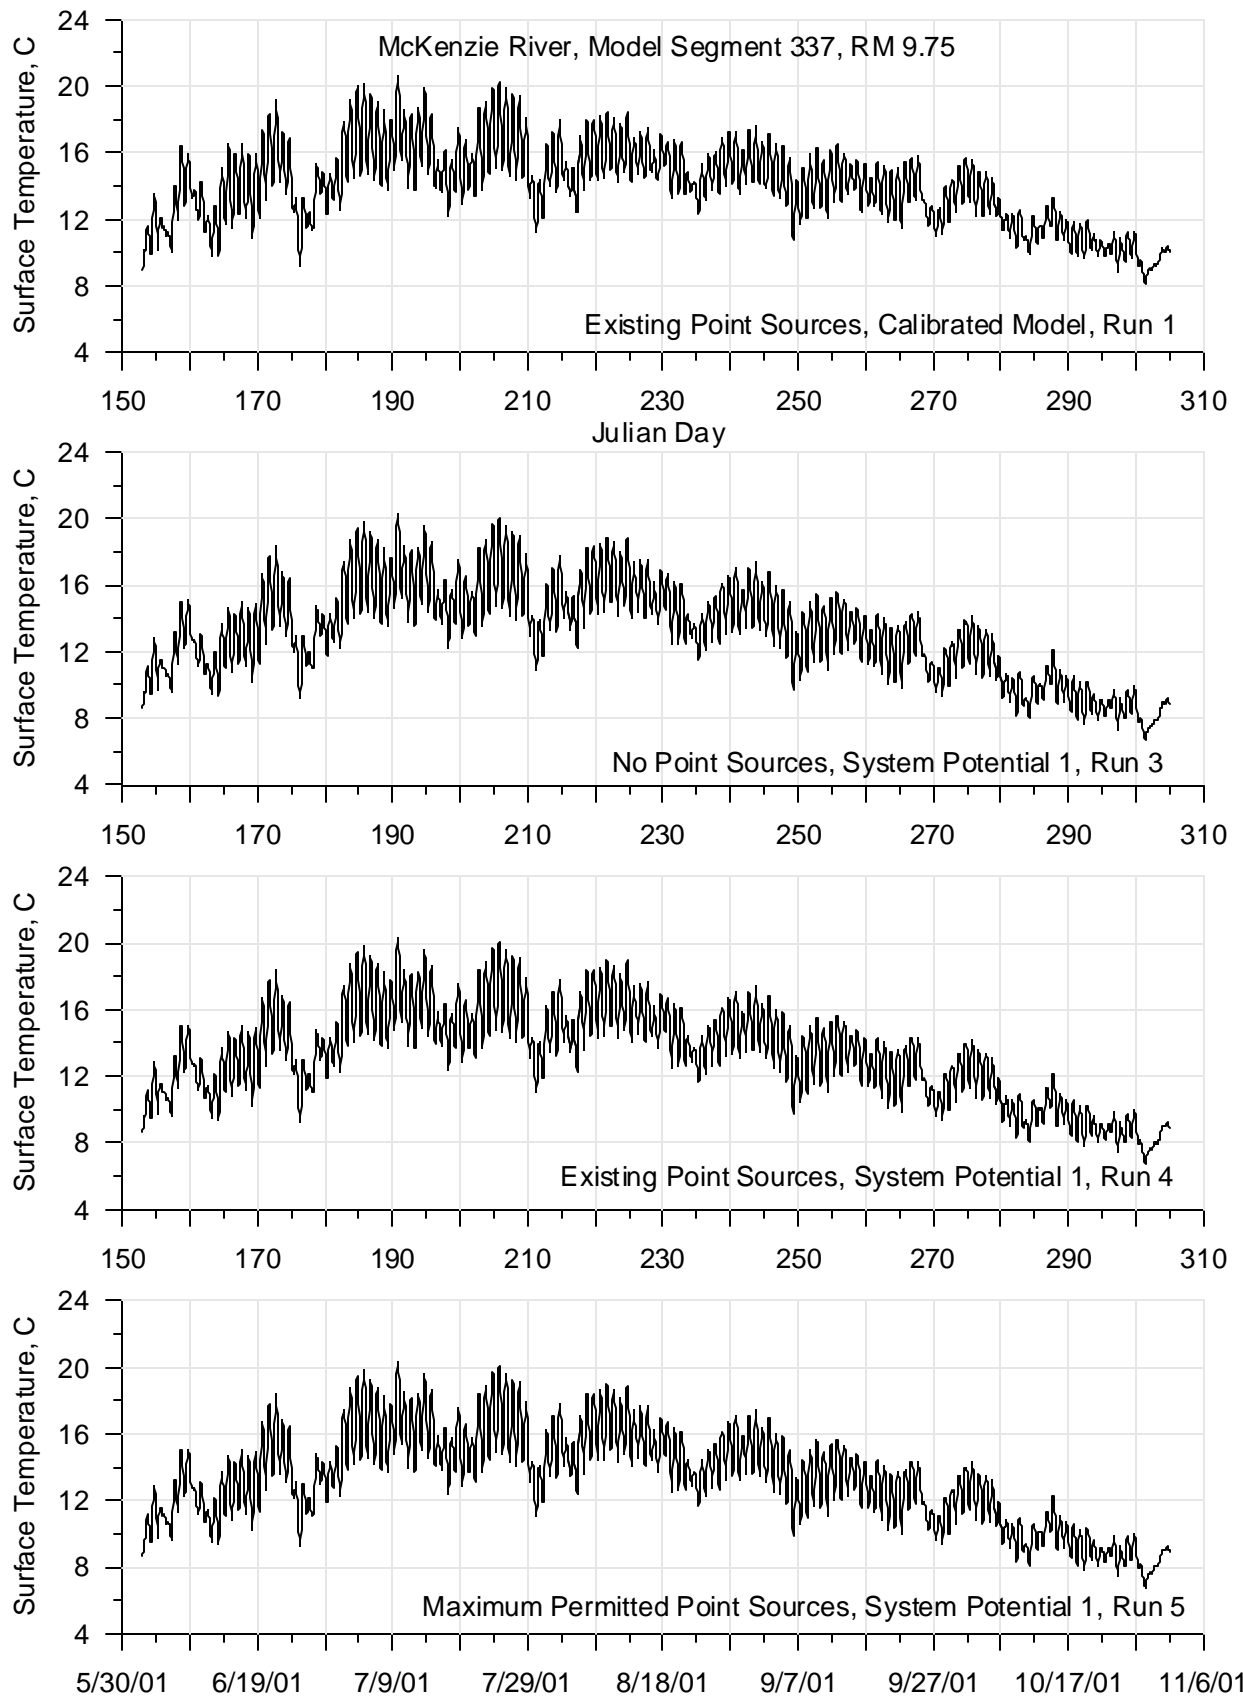 24
McKenzie River, Model Segment 337, RM 9.75
20
16
12
8
4
Surface Temperature, C
Existing Point Sources, Calibrated Model, Run 1
150 170 190 210 230 250 270 290 310
Julian Day
24
20
16
12
8
4
Surface Temperature, C
No Point Sources, System Potential 1, Run 3
150 170 190 210 230 250 270 290 310
24
20
16
12
8
4
Surface Temperature, C
Existing Point Sources, System Potential 1, Run 4
150 170 190 210 230 250 270 290 310
24
20
16
12
8
4
Surface Temperature, C
Maximum Permitted Point Sources, System Potential 1, Run 5
5/30/01 6/19/01 7/9/01 7/29/01 8/18/01 9/7/01 9/27/01 10/17/01 11/6/01